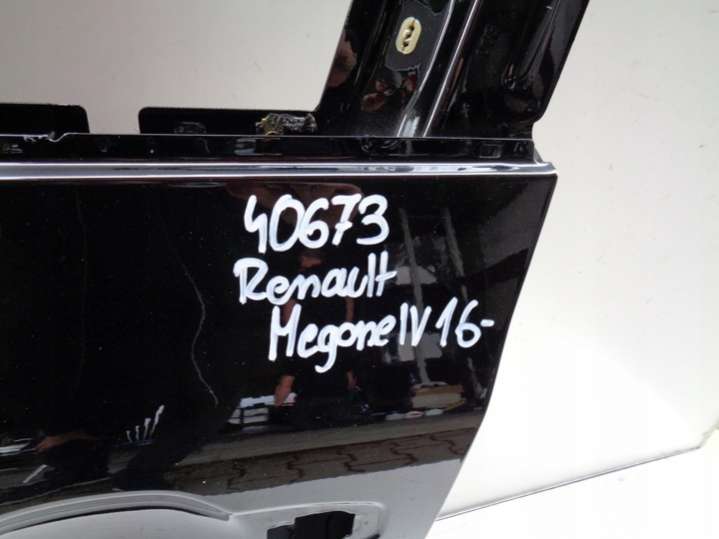 40673
Renault
Megane IV 16-